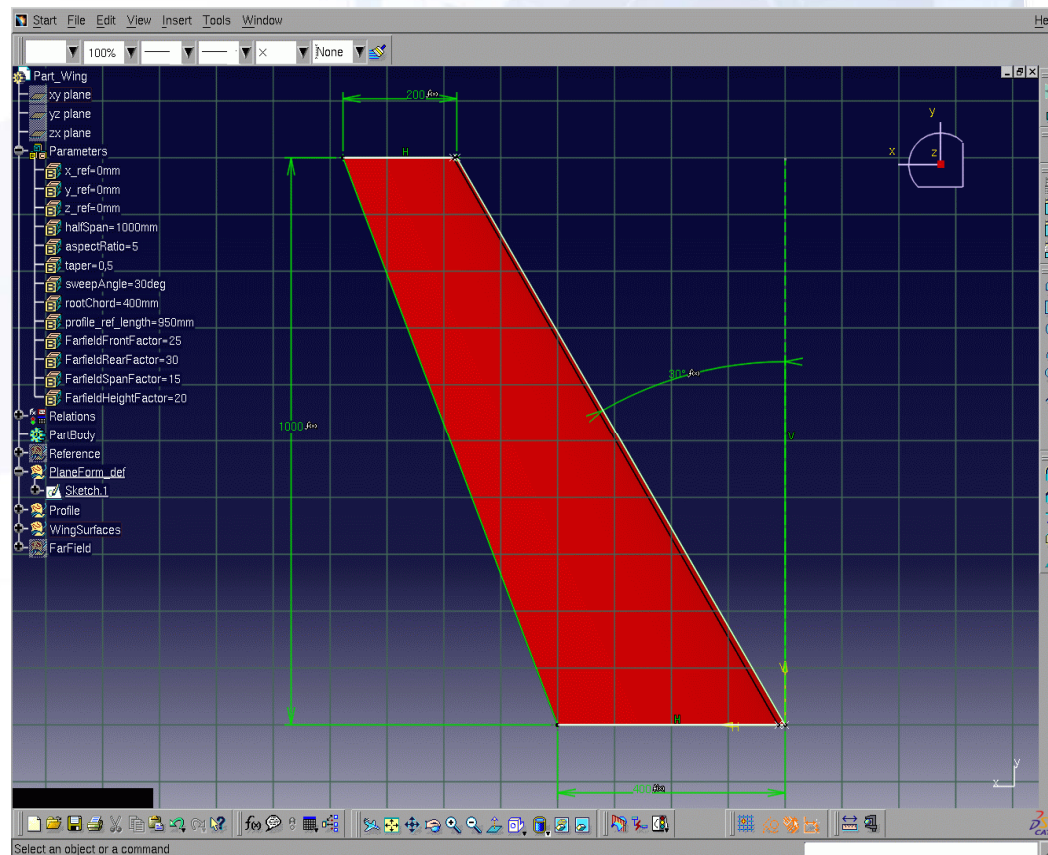 Start File Edit View Insert Tools Window
100% None
Part_Wing
xy plane
yz plane
zx plane
Parameters
x_ref=0mm
y_ref=0mm
z_ref=0mm
halfSpan=1000mm
aspectRatio=5
taper=0,5
sweepAngle=30deg
rootChord=400mm
profile_ref_length=950mm
FarfieldFrontFactor=25
FarfieldRearFactor=30
FarfieldSpanFactor=15
FarfieldHeightFactor=20
Relations
PartBody
Reference
PlaneForm_def
Sketch.1
Profile
WingSurfaces
FarField
200 f(x)
H
y
x z
30° f(x)
1000 f(x)
V
V
H
H
400 f(x)
y
x
f(x)
Select an object or a command